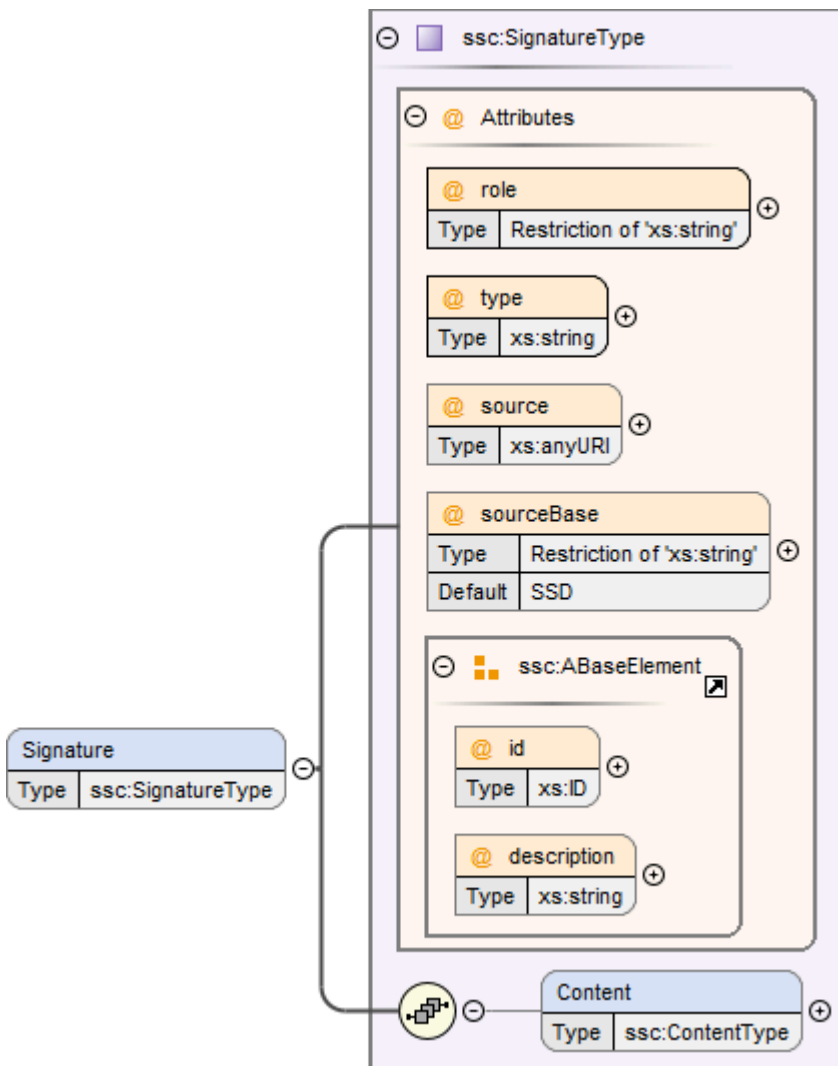 ssc:SignatureType
@ Attributes
@ role
Type Restriction of 'xs:string'
@ type
Type xs:string
@ source
Type xs:anyURI
@ sourceBase
Type Restriction of 'xs:string'
Default SSD
ssc:ABaseElement
@ id
Type xs:ID
@ description
Type xs:string
Signature
Type ssc:SignatureType
Content
Type ssc:ContentType